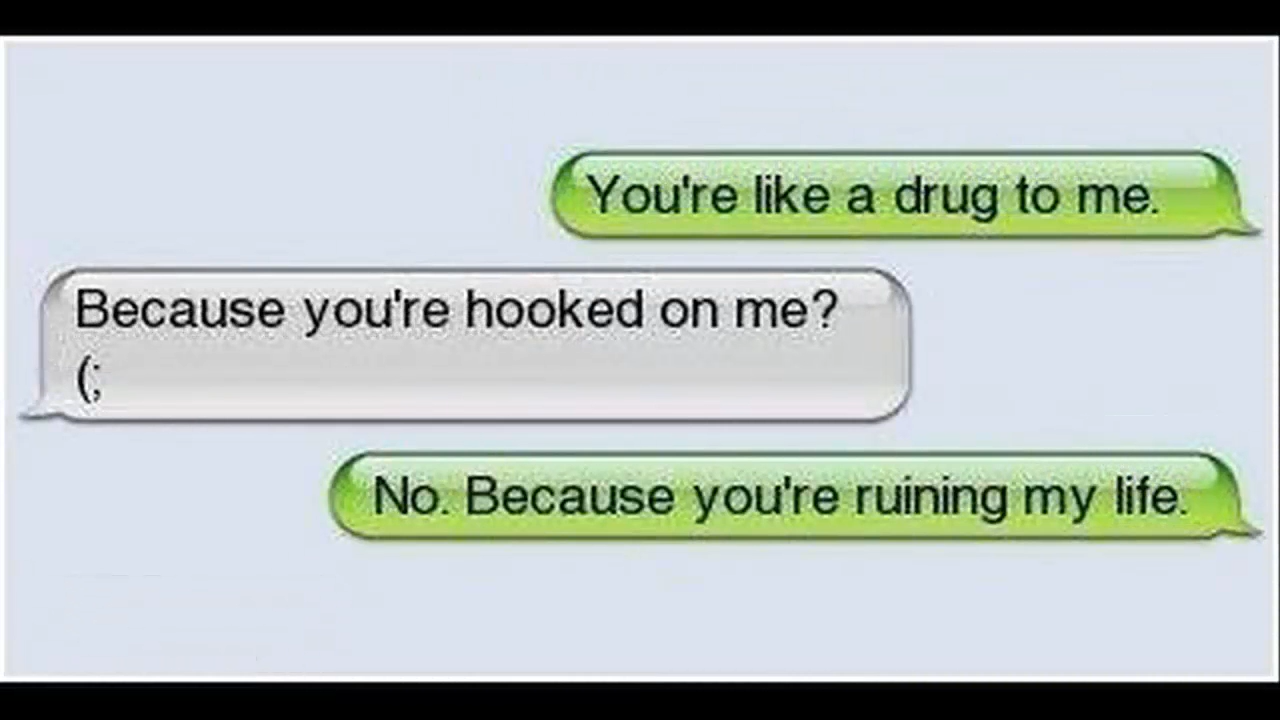 You're like a drug to me.
Because you're hooked on me?
(;
No. Because you're ruining my life.